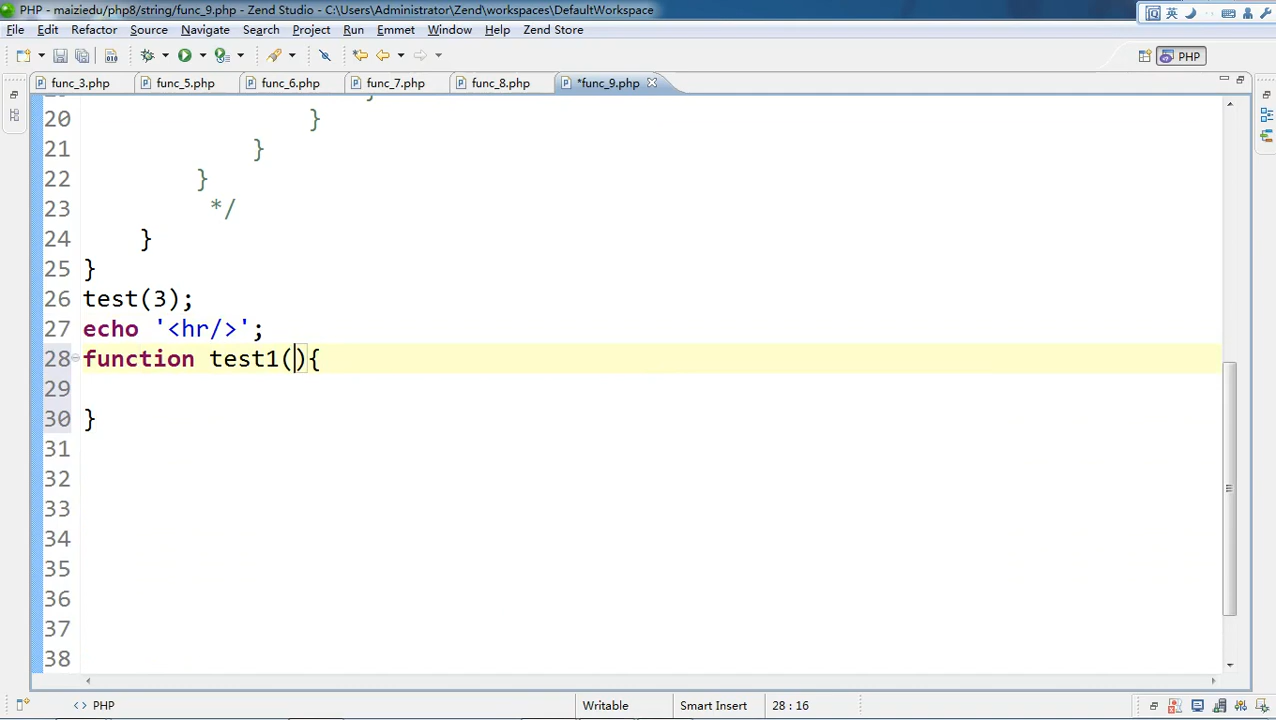 PHP - maiziedu/php8/string/func_9.php - Zend Studio - C:\Users\Administrator\Zend\workspaces\DefaultWorkspace
英
File Edit Refactor Source Navigate Search Project Run Emmet Window Help Zend Store
PHP
func_3.php func_5.php func_6.php func_7.php func_8.php *func_9.php
20 }
21 }
22 }
23 */
24 }
25 }
26 test(3);
27 echo '<hr/>';
28 function test1(){
29
30 }
31
32
33
34
35
36
37
38
<> PHP Writable Smart Insert 28 : 16